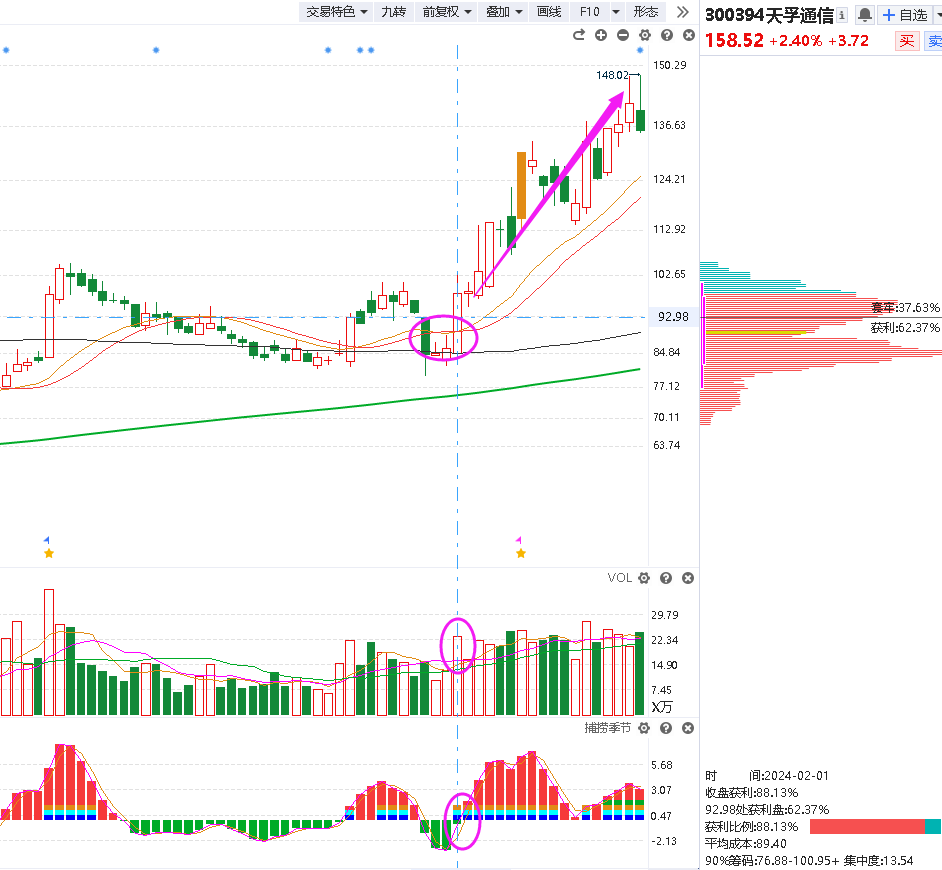 交易特色 九转 前复权 叠加 画线 F10 形态
300394天孚通信 自选
158.52 +2.40% +3.72 买 卖
148.02
150.29
136.63
124.21
112.92
102.65
92.98
84.84
77.12
70.11
63.74
套牢:37.63%
获利:62.37%
VOL
29.79
22.34
14.90
7.45
X万
捕捞季节
5.68
3.07
0.47
-2.13
时 间:2024-02-01
收盘获利:88.13%
92.98处获利盘:62.37%
获利比例:88.13%
平均成本:89.40
90%筹码:76.88-100.95+ 集中度:13.54